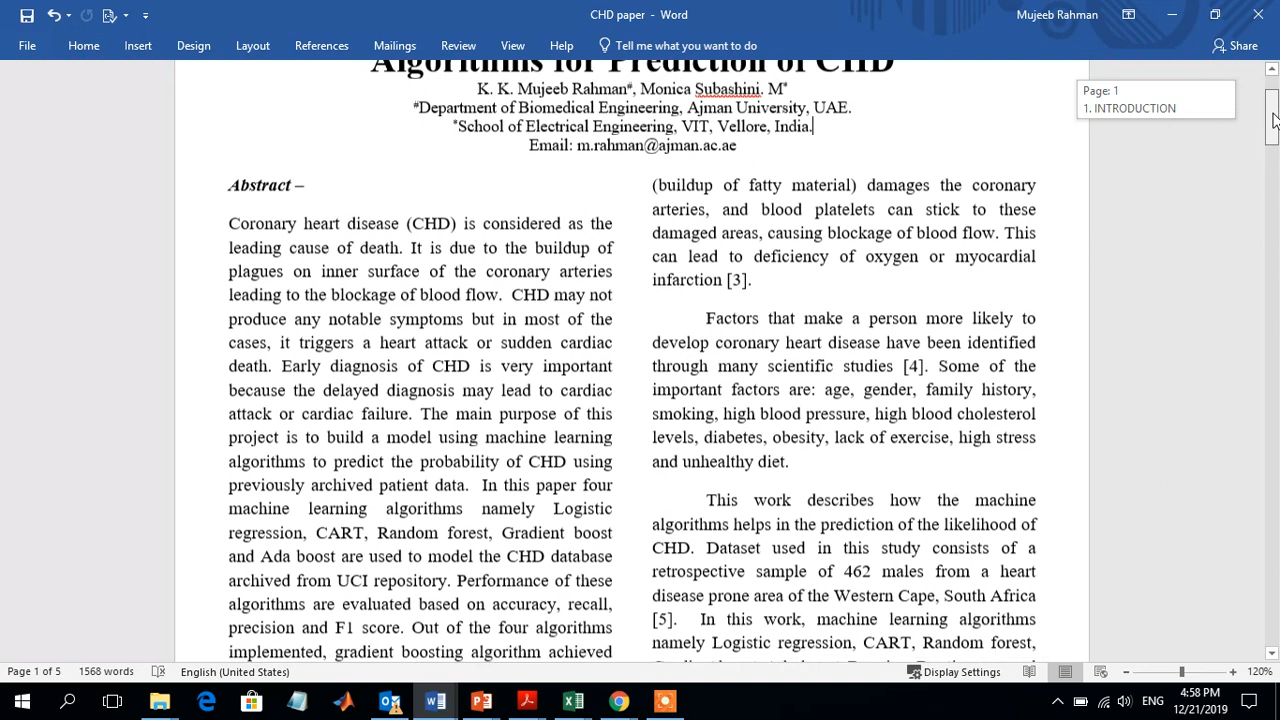 CHD paper - Word
Mujeeb Rahman
File Home Insert Design Layout References Mailings Review View Help Tell me what you want to do Share
Algorithms for Prediction of CHD
K. K. Mujeeb Rahman#, Monica Subashini. M*
#Department of Biomedical Engineering, Ajman University, UAE.
*School of Electrical Engineering, VIT, Vellore, India.
Email: m.rahman@ajman.ac.ae
Page: 1
1. INTRODUCTION
Abstract –
Coronary heart disease (CHD) is considered as the
leading cause of death. It is due to the buildup of
plagues on inner surface of the coronary arteries
leading to the blockage of blood flow. CHD may not
produce any notable symptoms but in most of the
cases, it triggers a heart attack or sudden cardiac
death. Early diagnosis of CHD is very important
because the delayed diagnosis may lead to cardiac
attack or cardiac failure. The main purpose of this
project is to build a model using machine learning
algorithms to predict the probability of CHD using
previously archived patient data. In this paper four
machine learning algorithms namely Logistic
regression, CART, Random forest, Gradient boost
and Ada boost are used to model the CHD database
archived from UCI repository. Performance of these
algorithms are evaluated based on accuracy, recall,
precision and F1 score. Out of the four algorithms
implemented, gradient boosting algorithm achieved
(buildup of fatty material) damages the coronary
arteries, and blood platelets can stick to these
damaged areas, causing blockage of blood flow. This
can lead to deficiency of oxygen or myocardial
infarction [3].
Factors that make a person more likely to
develop coronary heart disease have been identified
through many scientific studies [4]. Some of the
important factors are: age, gender, family history,
smoking, high blood pressure, high blood cholesterol
levels, diabetes, obesity, lack of exercise, high stress
and unhealthy diet.
This work describes how the machine
algorithms helps in the prediction of the likelihood of
CHD. Dataset used in this study consists of a
retrospective sample of 462 males from a heart
disease prone area of the Western Cape, South Africa
[5]. In this work, machine learning algorithms
namely Logistic regression, CART, Random forest,
Page 1 of 5 1568 words English (United States) Display Settings 120%
ENG
4:58 PM
12/21/2019